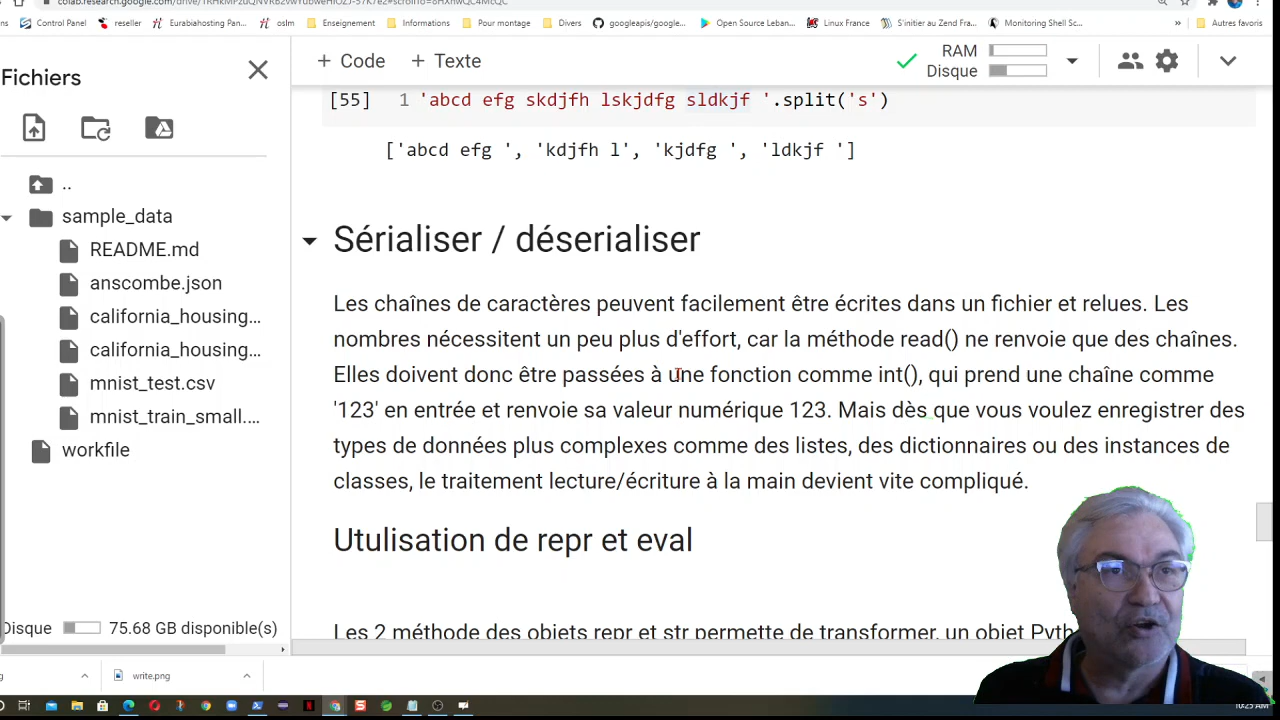 Control Panel
reseller
Eurabiahosting Pan...
oslm
Enseignement
Informations
Pour montage
Divers
googleapis/google...
Open Source Leban...
Linux France
S'initier au Zend Fra...
Monitoring Shell Sc...
»
Autres favoris
Fichiers
+ Code
+ Texte
RAM
Disque
[55] 1 'abcd efg skdjfh lskjdfg sldkjf '.split('s')
['abcd efg ', 'kdjfh l', 'kjdfg ', 'ldkjf ']
..
sample_data
README.md
anscombe.json
california_housing...
california_housing...
mnist_test.csv
mnist_train_small....
workfile
Sérialiser / déserialiser
Les chaînes de caractères peuvent facilement être écrites dans un fichier et relues. Les
nombres nécessitent un peu plus d'effort, car la méthode read() ne renvoie que des chaînes.
Elles doivent donc être passées à une fonction comme int(), qui prend une chaîne comme
'123' en entrée et renvoie sa valeur numérique 123. Mais dès que vous voulez enregistrer des
types de données plus complexes comme des listes, des dictionnaires ou des instances de
classes, le traitement lecture/écriture à la main devient vite compliqué.
Utulisation de repr et eval
Les 2 méthode des objets repr et str permette de transformer, un objet Pyth
Disque
75.68 GB disponible(s)
write.png